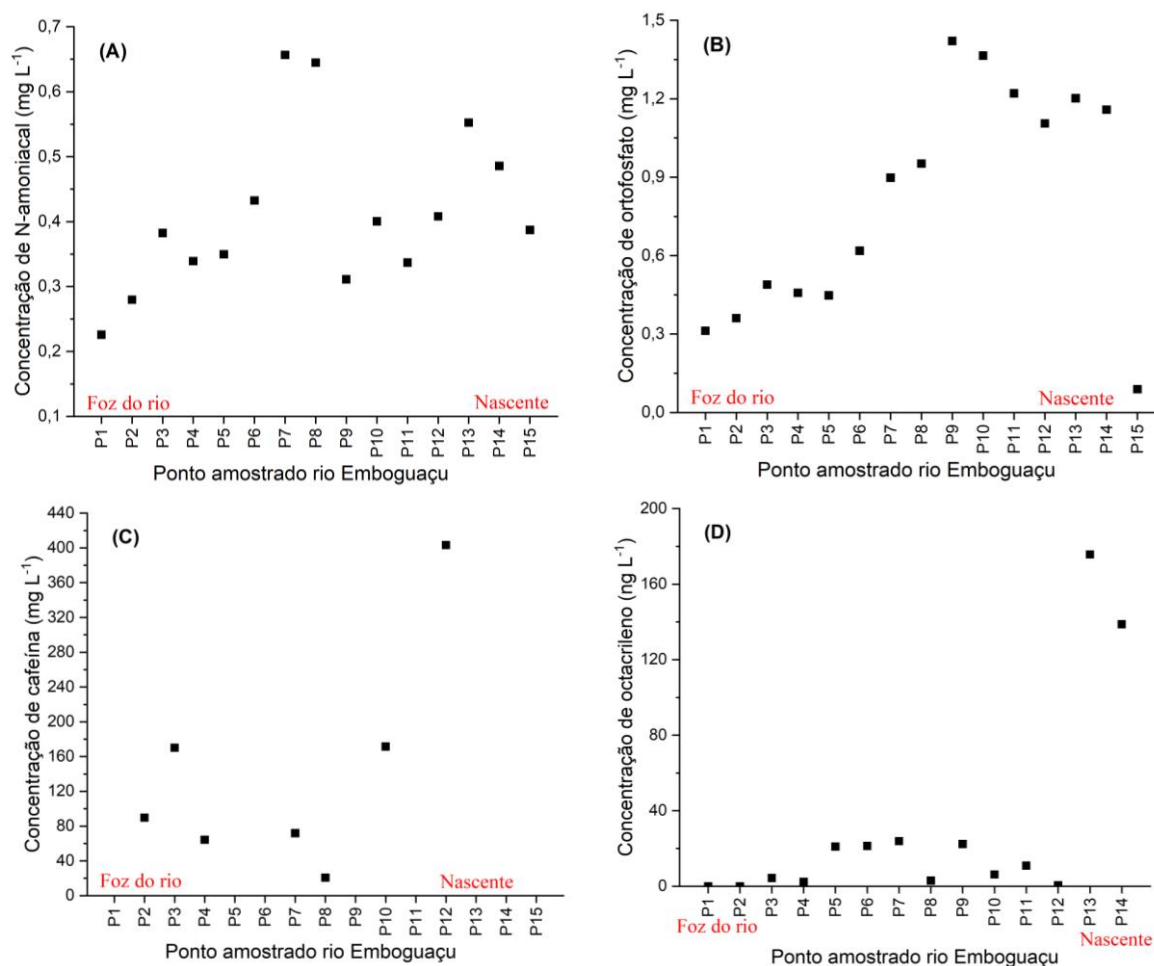 (A)
Concentração de N-amoniacal (mg L⁻¹)
0,7
0,6
0,5
0,4
0,3
0,2
0,1
Foz do rio
Nascente
P1 P2 P3 P4 P5 P6 P7 P8 P9 P10 P11 P12 P13 P14 P15
Ponto amostrado rio Emboguaçu
(B)
Concentração de ortofosfato (mg L⁻¹)
1,5
1,2
0,9
0,6
0,3
0,0
Foz do rio
Nascente
P1 P2 P3 P4 P5 P6 P7 P8 P9 P10 P11 P12 P13 P14 P15
Ponto amostrado rio Emboguaçu
(C)
Concentração de cafeína (mg L⁻¹)
440
400
360
320
280
240
200
160
120
80
40
0
Foz do rio
Nascente
P1 P2 P3 P4 P5 P6 P7 P8 P9 P10 P11 P12 P13 P14 P15
Ponto amostrado rio Emboguaçu
(D)
Concentração de octacrileno (ng L⁻¹)
200
160
120
80
40
0
P1 P2 P3 P4 P5 P6 P7 P8 P9 P10 P11 P12 P13 P14
Foz do rio
Nascente
Ponto amostrado rio Emboguaçu